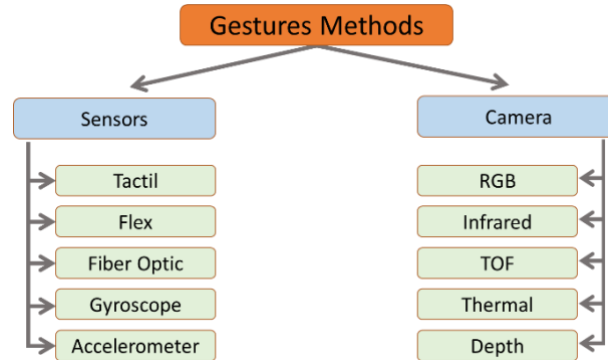 Gestures Methods
Sensors
Tactil
Flex
Fiber Optic
Gyroscope
Accelerometer
Camera
RGB
Infrared
TOF
Thermal
Depth